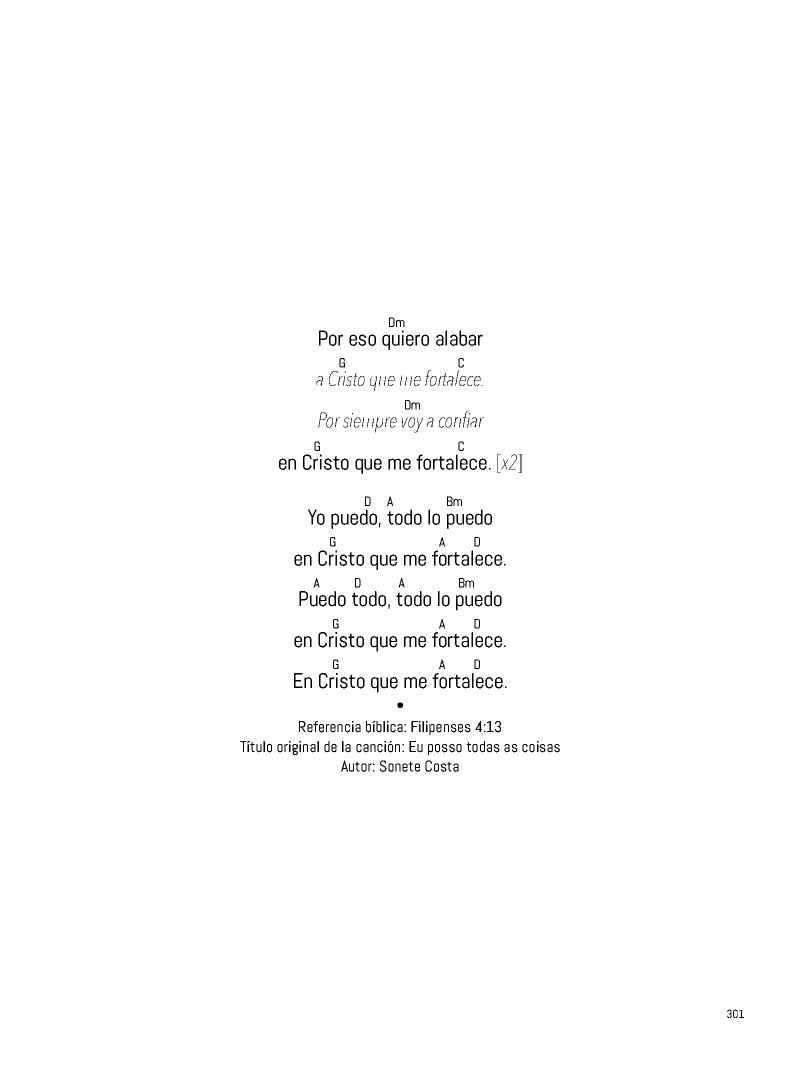 Dm
Por eso quiero alabar
G C
a Cristo que me fortalece.
Dm
Por siempre voy a confiar
G C
en Cristo que me fortalece. [x2]
D A Bm
Yo puedo, todo lo puedo
G A D
en Cristo que me fortalece.
A D A Bm
Puedo todo, todo lo puedo
G A D
en Cristo que me fortalece.
G A D
En Cristo que me fortalece.
•
Referencia bíblica: Filipenses 4:13
Título original de la canción: Eu posso todas as coisas
Autor: Sonete Costa
301